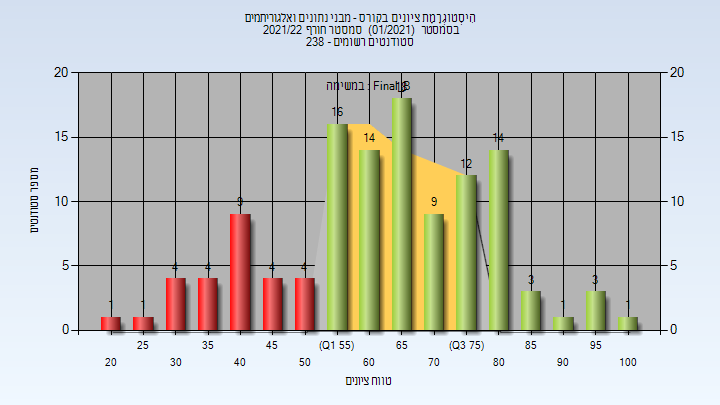 היסטוגרמת ציונים בקורס - מבני נתונים ואלגוריתמים
בסמסטר (01/2021) סמסטר חורף 2021/22
סטודנטים רשומים - 238
במשימה : Final_B
20 20
18
16
15 15
14 14
12
10 10
9 9
מספר סטודנטים
5 5
4 4 4 4
3 3
1 1 1 1
0 0
25 35 45 (Q1 55) 65 (Q3 75) 85 95
20 30 40 50 60 70 80 90 100
טווח ציונים